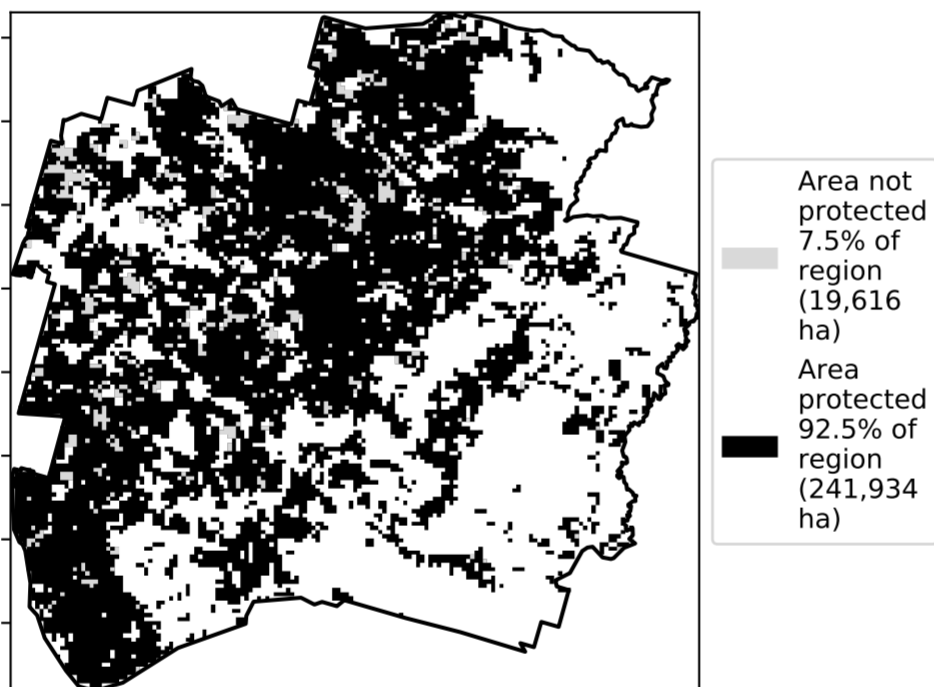 Area not
protected
7.5% of
region
(19,616
ha)
Area
protected
92.5% of
region
(241,934
ha)